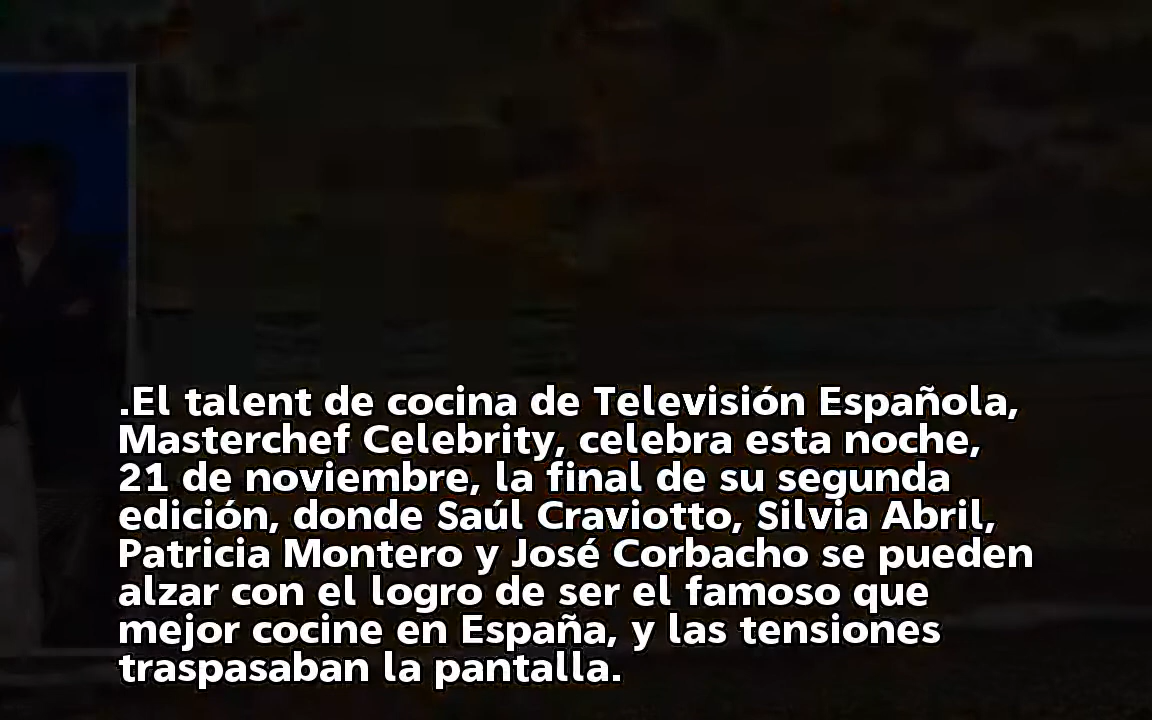 .El talent de cocina de Televisión Española,
Masterchef Celebrity, celebra esta noche,
21 de noviembre, la final de su segunda
edición, donde Saúl Craviotto, Silvia Abril,
Patricia Montero y José Corbacho se pueden
alzar con el logro de ser el famoso que
mejor cocine en España, y las tensiones
traspasaban la pantalla.